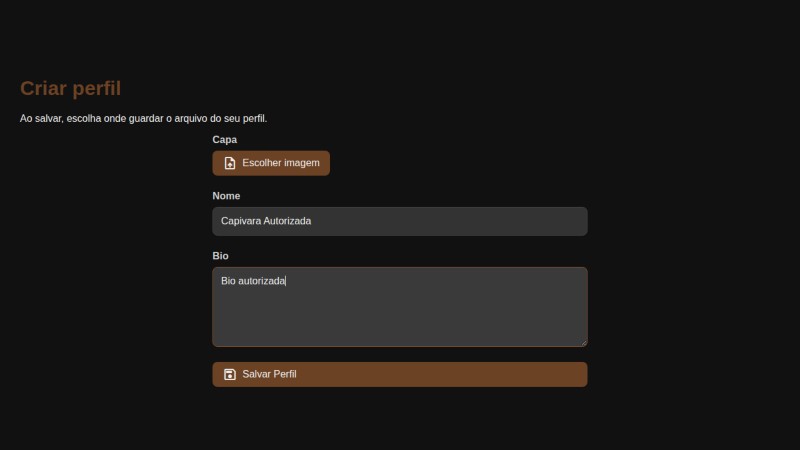 Criar perfil
Ao salvar, escolha onde guardar o arquivo do seu perfil.
Capa
Escolher imagem
Nome
Capivara Autorizada
Bio
Bio autorizada
Salvar Perfil